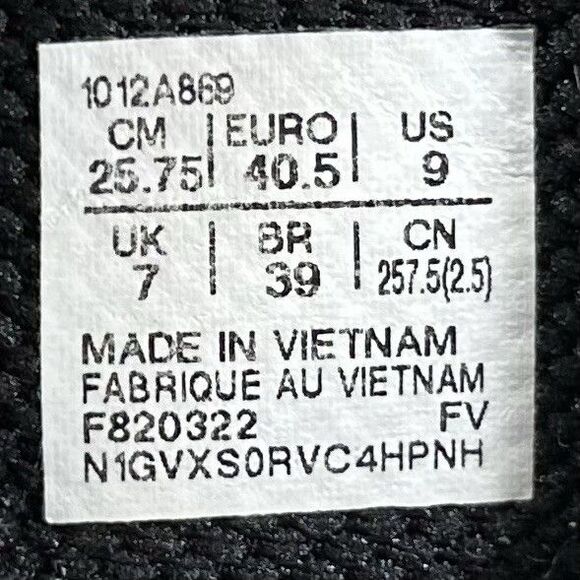 1012A869
CM | EURO | US
25.75 | 40.5 | 9
UK | BR | CN
7 | 39 | 257.5(2.5)
MADE IN VIETNAM
FABRIQUE AU VIETNAM
F820322 FV
N1GVXS0RVC4HPNH